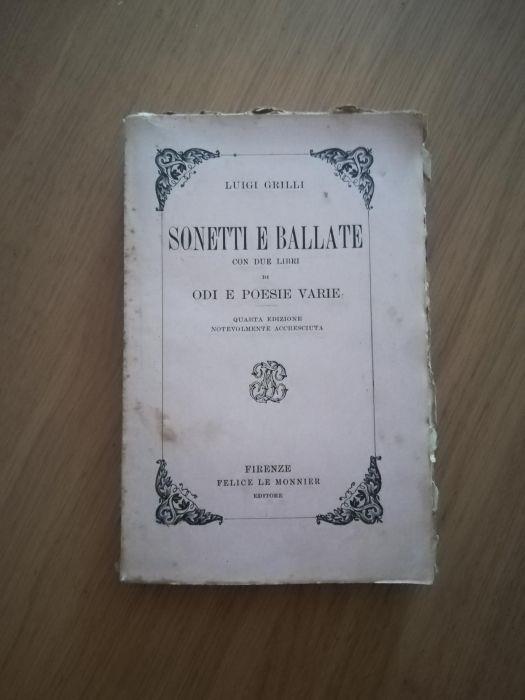 LUIGI GRILLI
SONETTI E BALLATE
CON DUE LIBRI
DI
ODI E POESIE VARIE
QUARTA EDIZIONE
NOTEVOLMENTE ACCRESCIUTA
FIRENZE
FELICE LE MONNIER
EDITORE